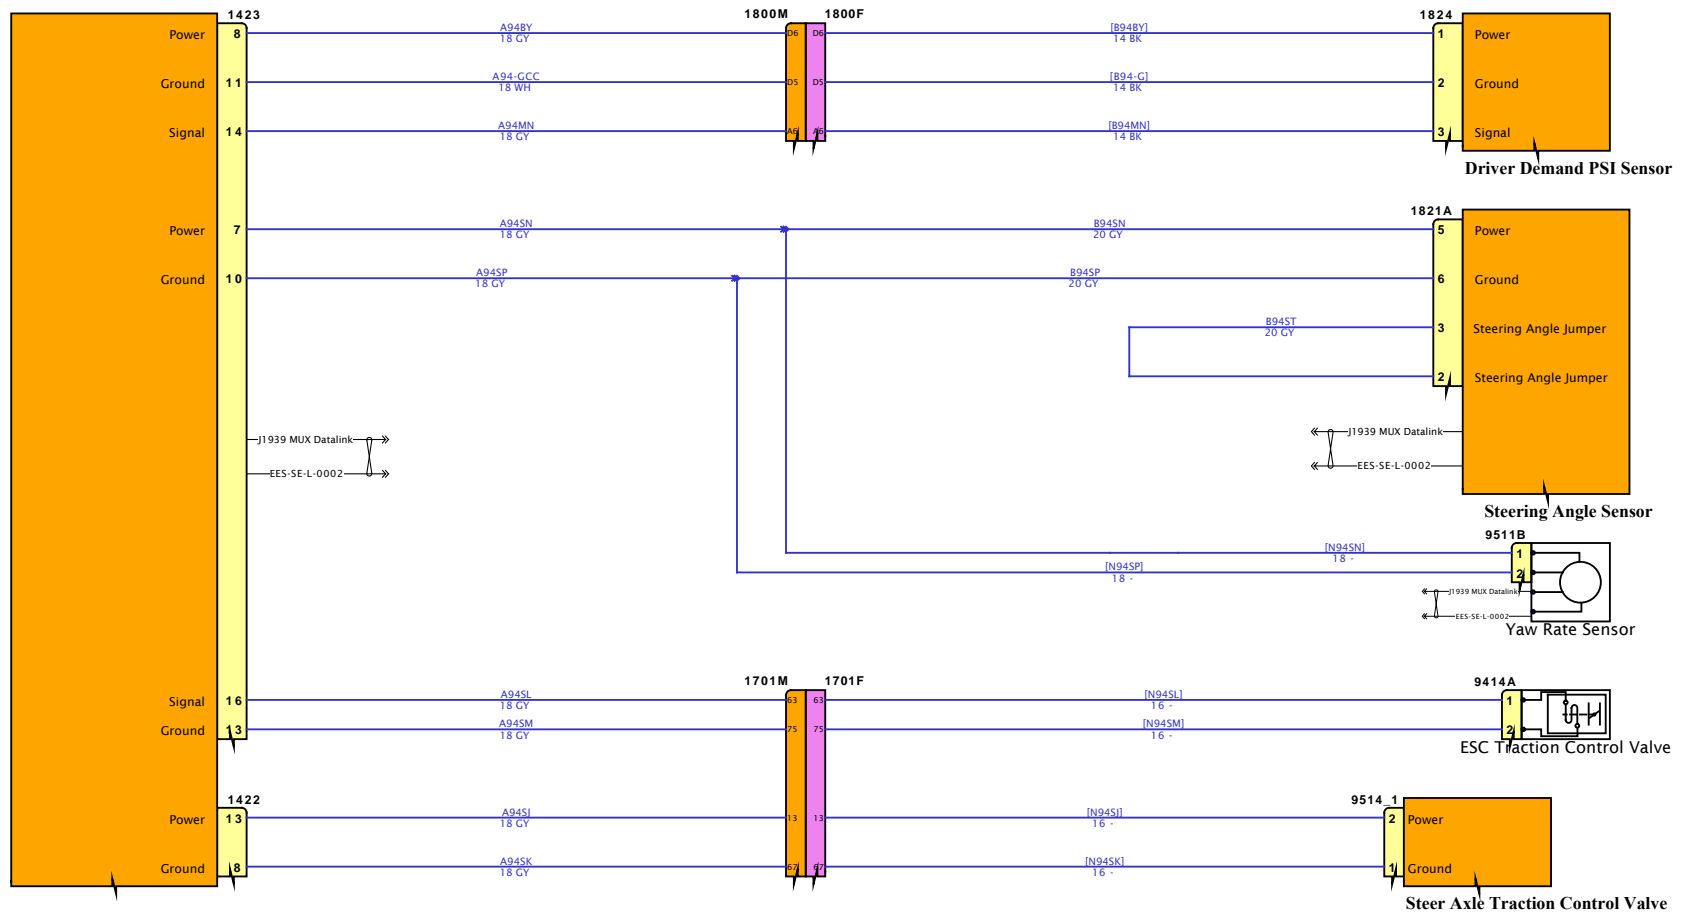 1423
1800M
1800F
1824
Power 8
A94BY
18 GY
D6 D6
[B94BY]
14 BK
1 Power
Ground 11
A94-GCC
18 WH
D5 D5
[B94-G]
14 BK
2 Ground
Signal 14
A94MN
18 GY
A6 A6
[B94MN]
14 BK
3 Signal
Driver Demand PSI Sensor
1821A
Power 7
A94SN
18 GY
B94SN
20 GY
5 Power
Ground 10
A94SP
18 GY
B94SP
20 GY
6 Ground
B94ST
20 GY
3 Steering Angle Jumper
2 Steering Angle Jumper
J1939 MUX Datalink
EES-SE-L-0002
J1939 MUX Datalink
EES-SE-L-0002
Steering Angle Sensor
9511B
[N94SN]
18 -
1
[N94SP]
18 -
2
J1939 MUX Datalink
EES-SE-L-0002
Yaw Rate Sensor
1701M
1701F
9414A
Signal 16
A94SL
18 GY
63 63
[N94SL]
16 -
1
Ground 13
A94SM
18 GY
75 75
[N94SM]
16 -
2
ESC Traction Control Valve
1422
9514_1
Power 13
A94SJ
18 GY
13 13
[N94SJ]
16 -
2 Power
Ground 8
A94SK
18 GY
67 67
[N94SK]
16 -
1 Ground
Steer Axle Traction Control Valve